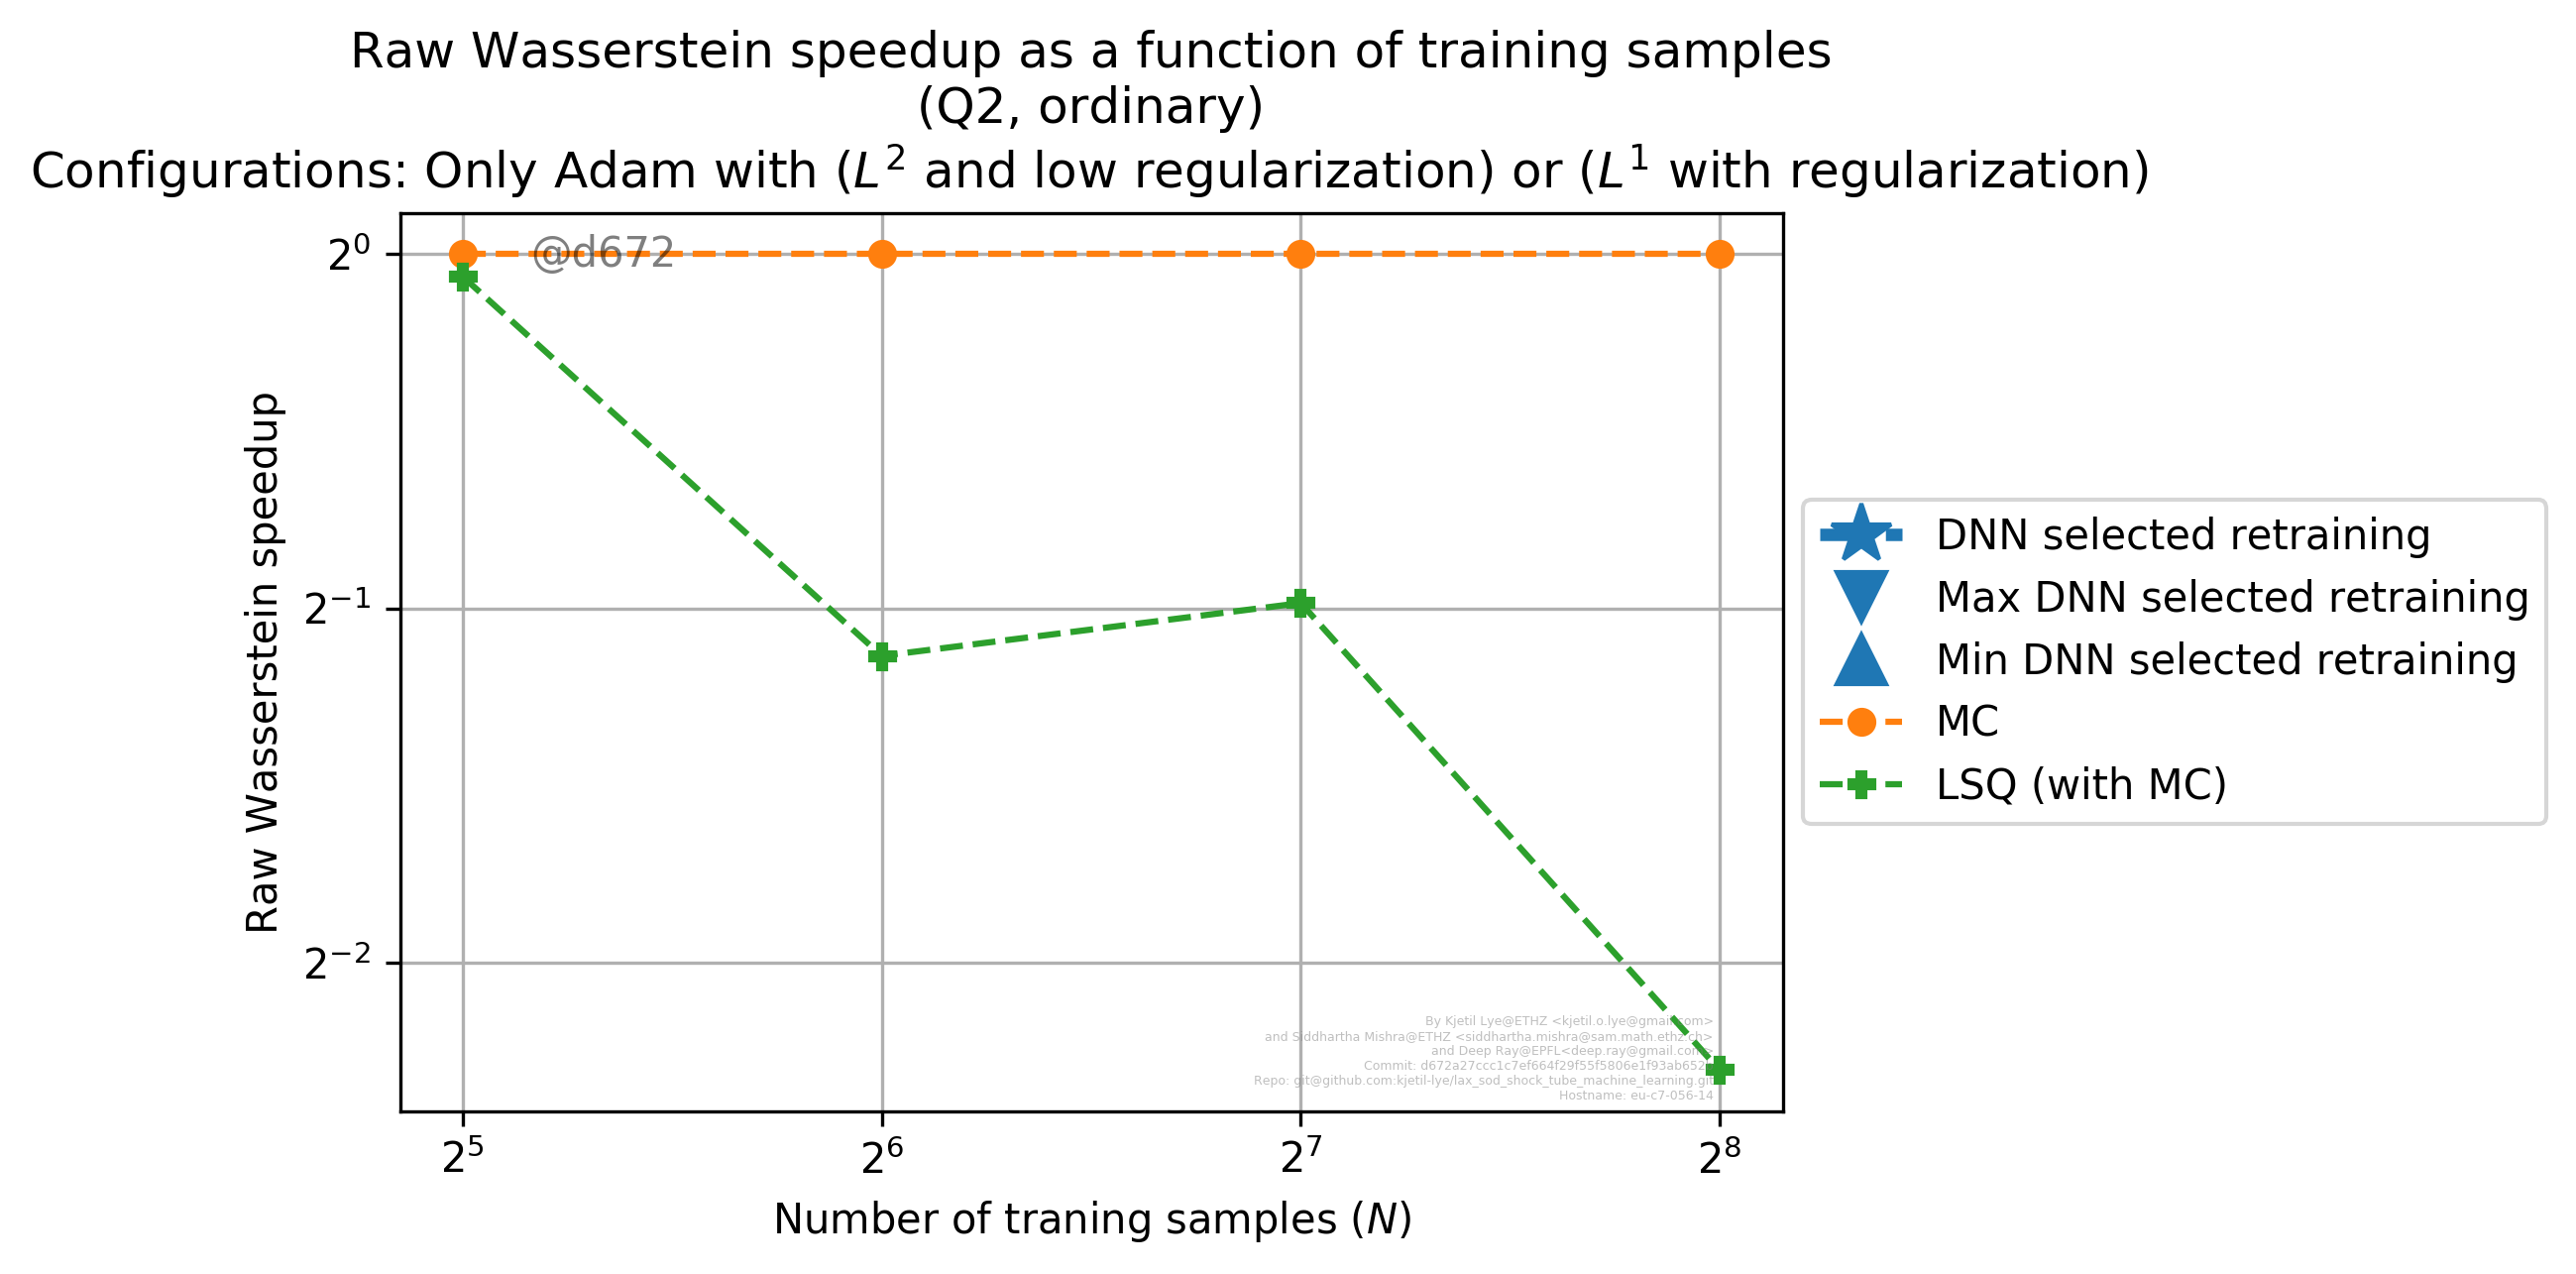 Raw Wasserstein speedup as a function of training samples
(Q2, ordinary)
Configurations: Only Adam with (L² and low regularization) or (L¹ with regularization)
2⁰
@d672
2⁻¹
2⁻²
Raw Wasserstein speedup
DNN selected retraining
Max DNN selected retraining
Min DNN selected retraining
MC
LSQ (with MC)
By Kjetil Lye@ETHZ <kjetil.o.lye@gmail.com>
and Siddhartha Mishra@ETHZ <siddhartha.mishra@sam.math.ethz.ch>
and Deep Ray@EPFL<deep.ray@gmail.com>
Commit:
Repo: git@github.com:kjetil-lye/lax_sod_shock_tube_machine_learning.git
Hostname: eu-c7-056-14
2⁵ 2⁶ 2⁷ 2⁸
Number of traning samples (N)